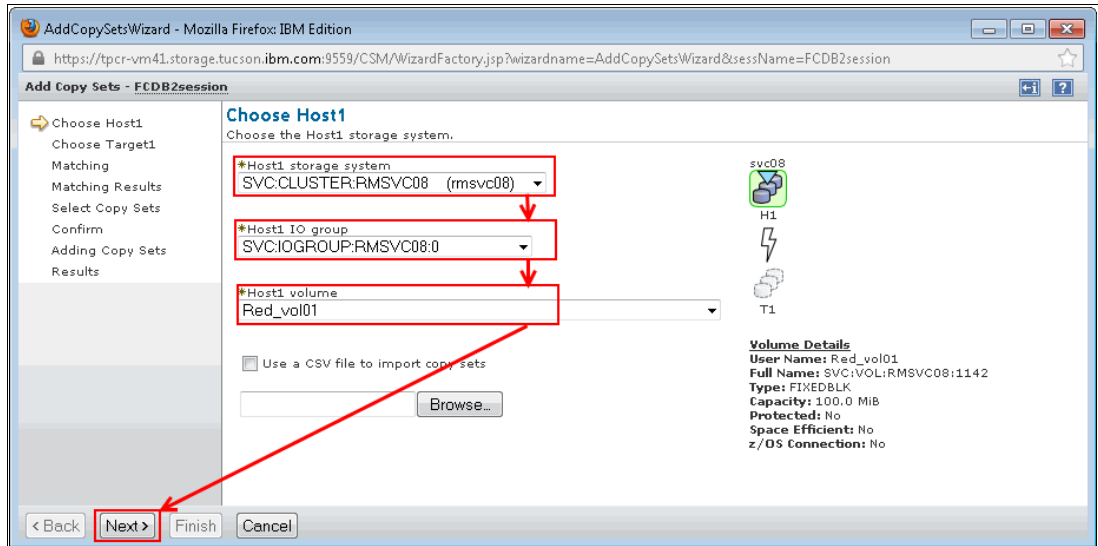 AddCopySetsWizard - Mozilla Firefox: IBM Edition
https://tpcr-vm41.storage.tucson.ibm.com:9559/CSM/WizardFactory.jsp?wizardname=AddCopySetsWizard&sessName=FCDB2session
Add Copy Sets - FCDB2session
Choose Host1
Choose Target1
Matching
Matching Results
Select Copy Sets
Confirm
Adding Copy Sets
Results
Choose Host1
Choose the Host1 storage system.
*Host1 storage system
SVC:CLUSTER:RMSVC08 (rmsvc08)
*Host1 IO group
SVC:IOGROUP:RMSVC08:0
*Host1 volume
Red_vol01
Use a CSV file to import copy sets
Browse...
svc08
H1
T1
Volume Details
User Name: Red_vol01
Full Name: SVC:VOL:RMSVC08:1142
Type: FIXEDBLK
Capacity: 100.0 MiB
Protected: No
Space Efficient: No
z/OS Connection: No
< Back Next > Finish Cancel